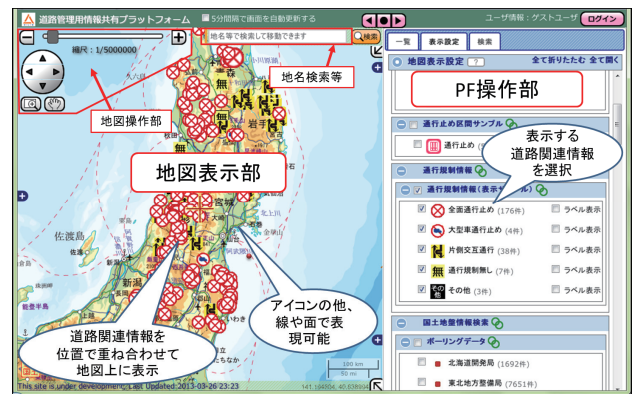 道路管理用情報共有プラットフォーム
5分間隔で画面を自動更新する
ユーザ情報：ゲストユーザ
ログイン
縮尺：1/5000000
地名等で検索して移動できます
検索
地名検索等
地図操作部
地図表示部
岩手
宮城
仙台
佐渡島
新潟
いわき
能登半島
アイコンの他、
線や面で表
現可能
道路関連情報を
位置で重ね合わせて
地図上に表示
100 km
50 mi
This site is under development. Last Updated:2013-03-26 23:23
一覧
表示設定
検索
地図表示設定
?
全て折りたたむ 全て開く
PF操作部
通行止め区間サンプル
通行止め
表示する
道路関連情報
を選択
通行規制情報
通行規制情報（表示
全面通行止め (176件)
ラベル表示
大型車通行止め (4件)
ラベル表示
片側交互通行 (38件)
ラベル表示
無
通行規制無し (7件)
ラベル表示
その他
その他 (3件)
ラベル表示
国土地盤情報検索
ボーリングデータ
北海道開発局 (1692件)
東北地方整備局 (7651件)